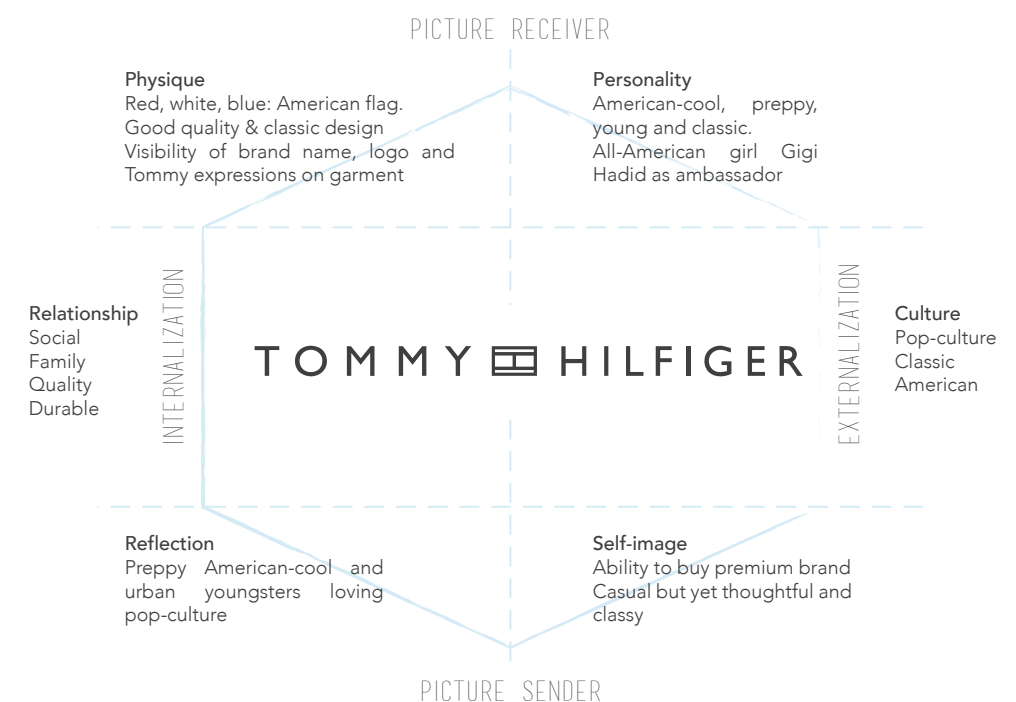 PICTURE RECEIVER
Physique
Red, white, blue: American flag.
Good quality & classic design
Visibility of brand name, logo and
Tommy expressions on garment
Personality
American-cool, preppy,
young and classic.
All-American girl Gigi
Hadid as ambassador
Relationship
Social
Family
Quality
Durable
INTERNALIZATION
TOMMY HILFIGER
EXTERNALIZATION
Culture
Pop-culture
Classic
American
Reflection
Preppy American-cool and
urban youngsters loving
pop-culture
Self-image
Ability to buy premium brand
Casual but yet thoughtful and
classy
PICTURE SENDER